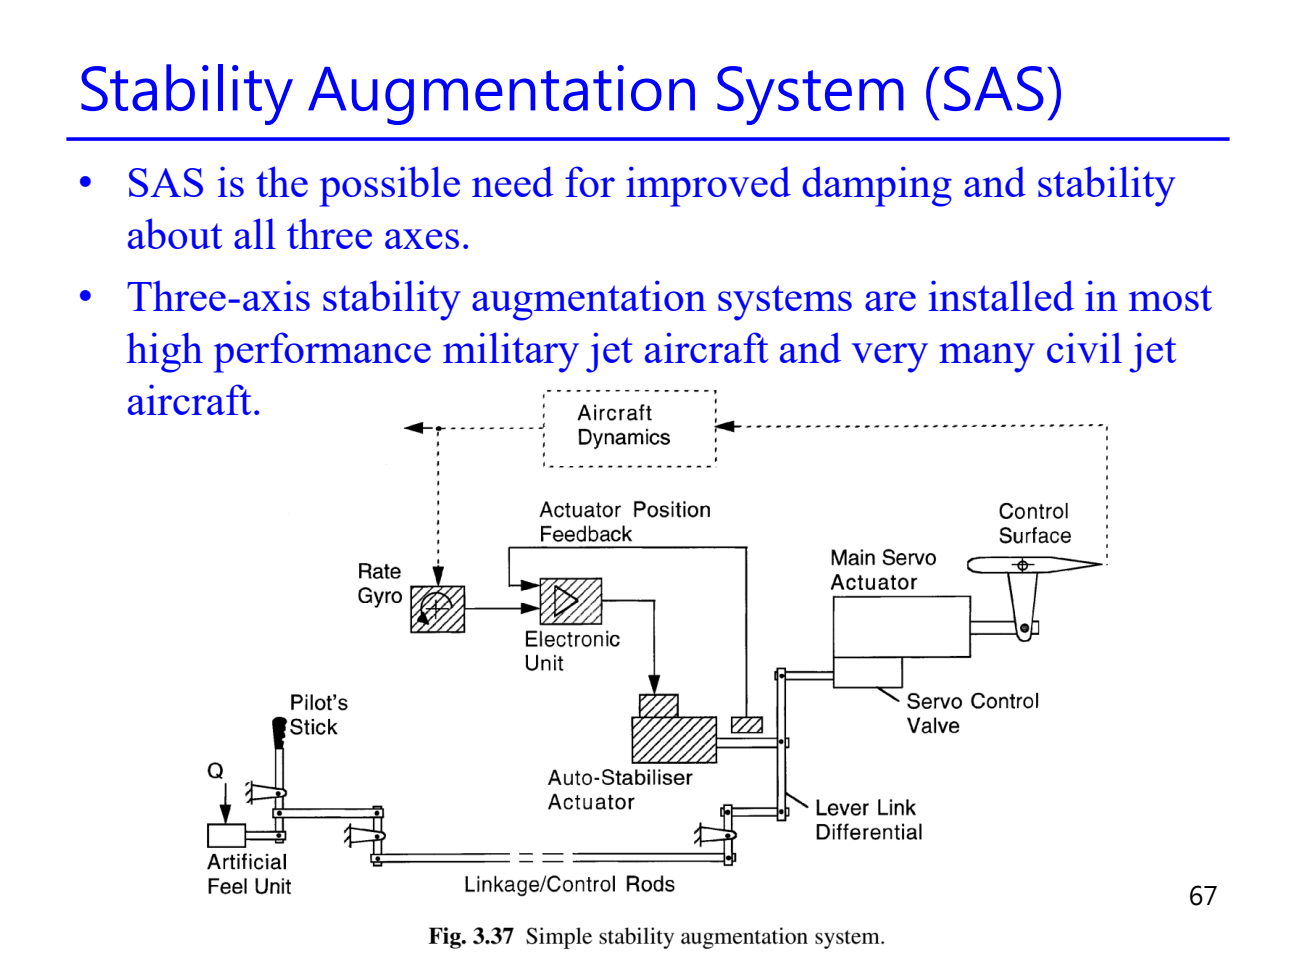 Stability Augmentation System (SAS)
• SAS is the possible need for improved damping and stability
about all three axes.
• Three-axis stability augmentation systems are installed in most
high performance military jet aircraft and very many civil jet
aircraft.
Aircraft
Dynamics
Actuator Position
Feedback
Control
Surface
Main Servo
Actuator
Rate
Gyro
Electronic
Unit
Servo Control
Valve
Pilot's
Stick
Q
Auto-Stabiliser
Actuator
Lever Link
Differential
Artificial
Feel Unit
Linkage/Control Rods
67
Fig. 3.37 Simple stability augmentation system.